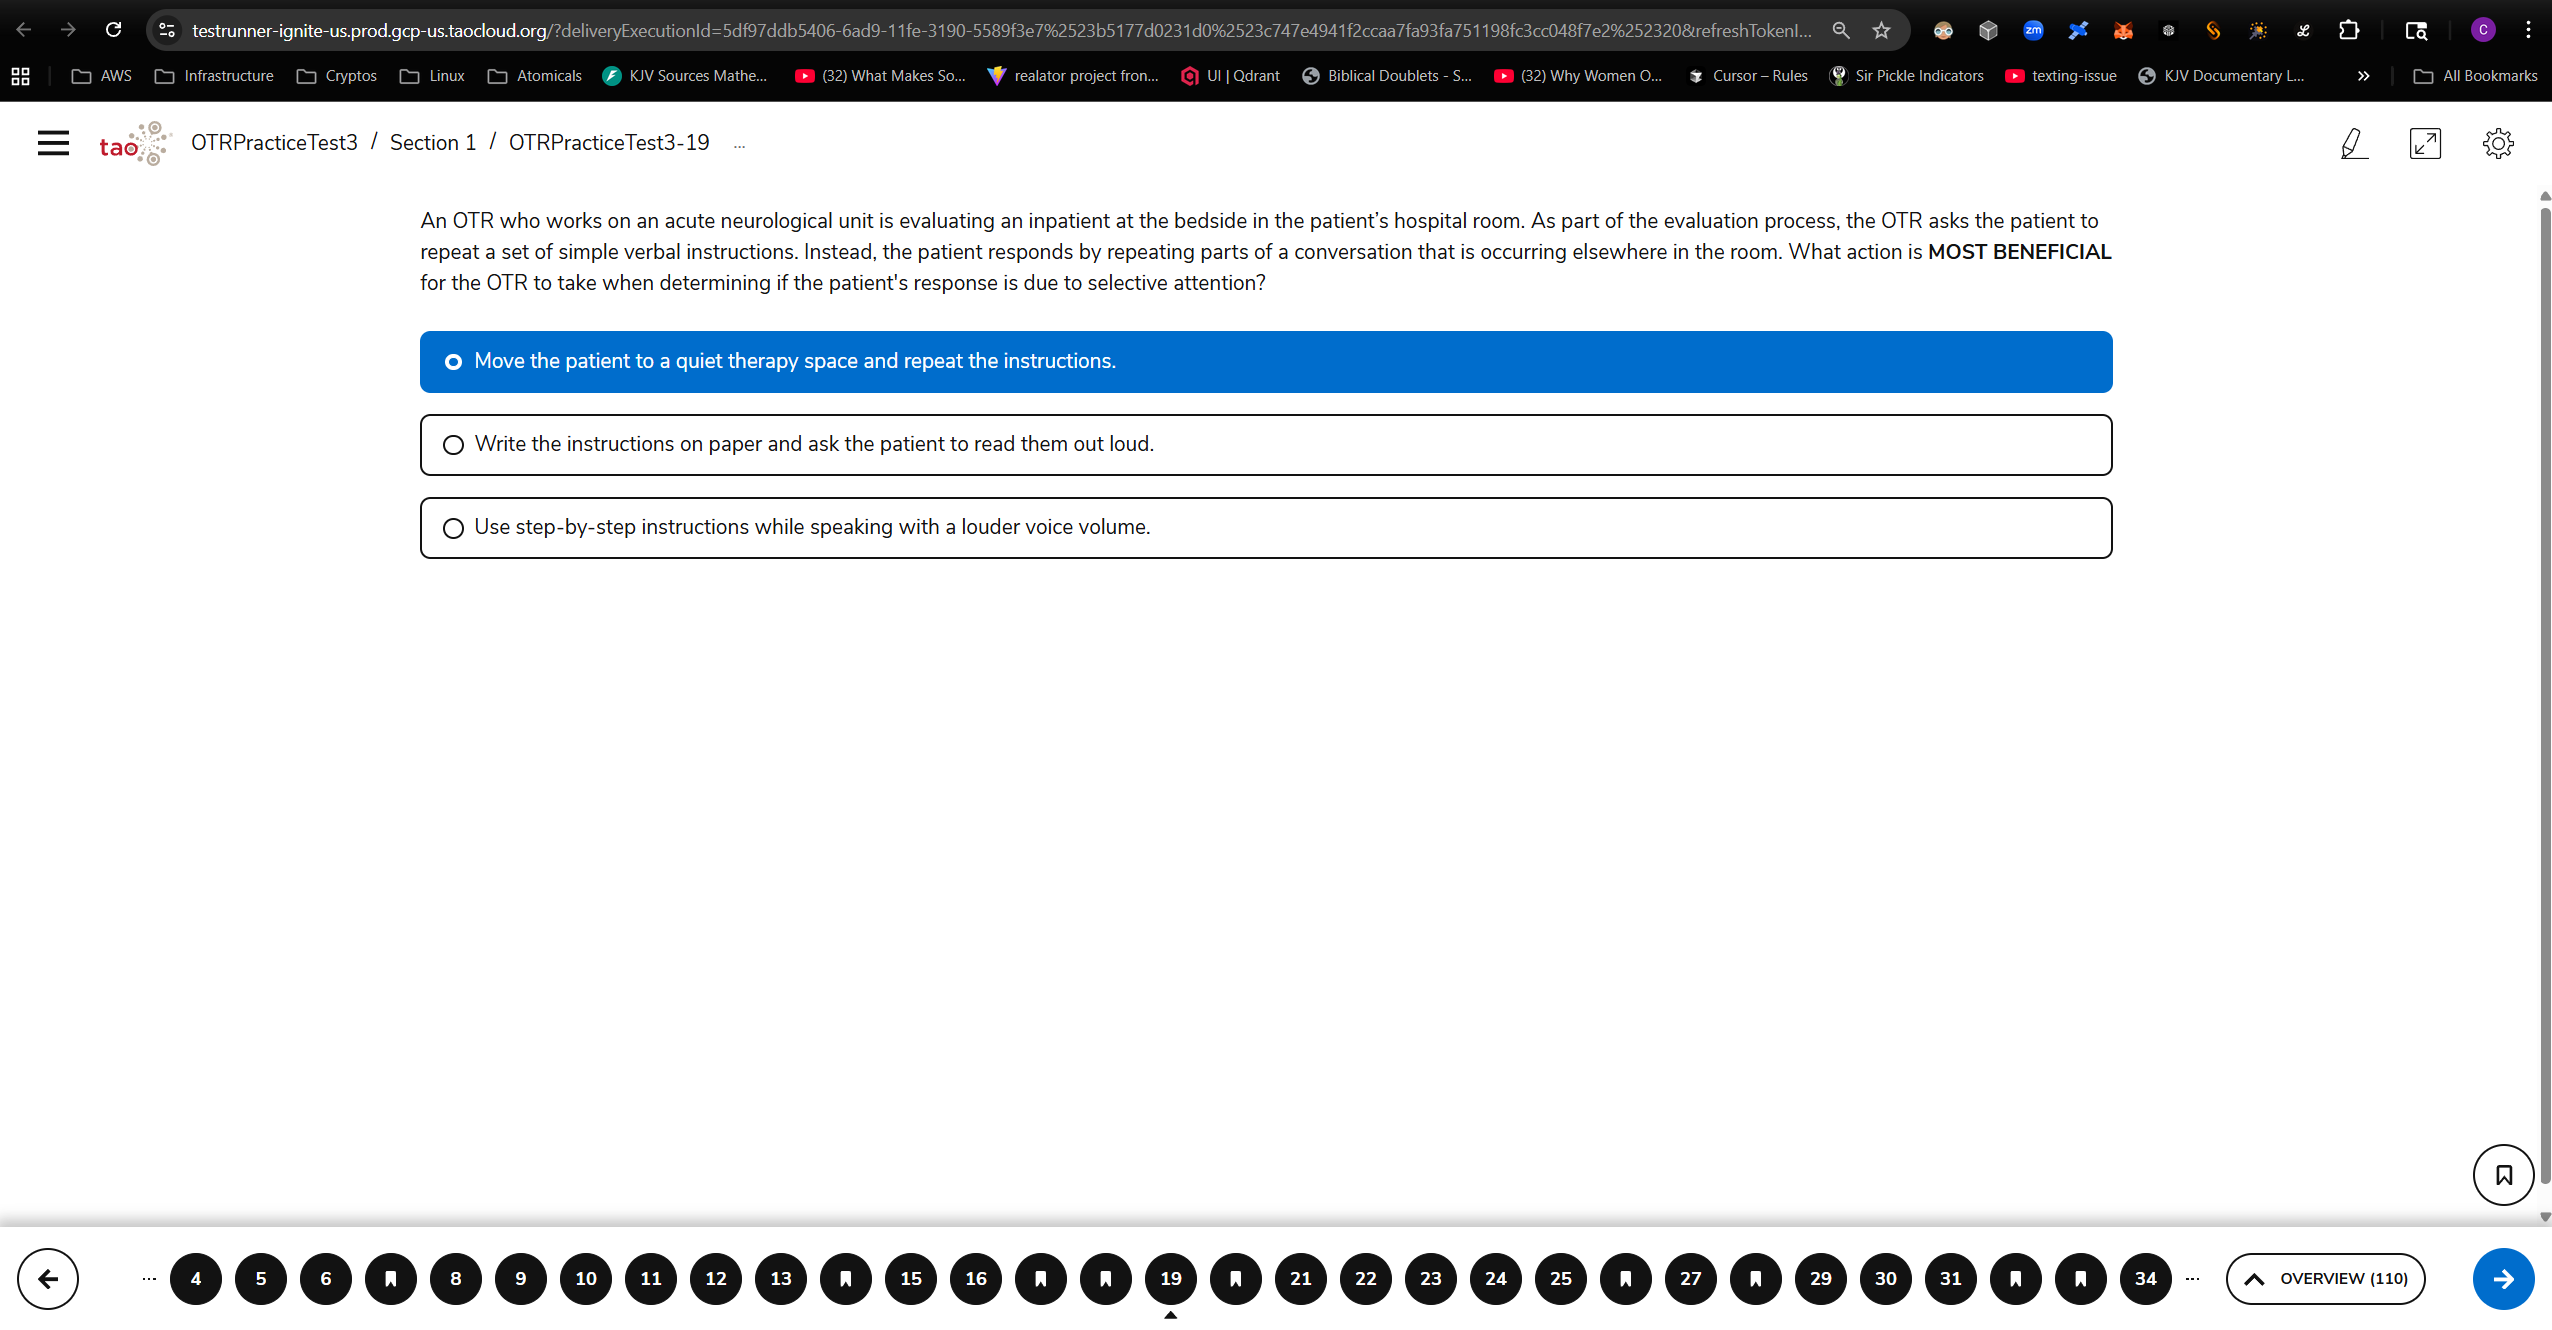 testrunner-ignite-us.prod.gcp-us.taocloud.org/?deliveryExecutionId=5df97ddb5406-6ad9-11fe-3190-5589f3e7%2523b5177d0231d0%2523c747e4941f2ccaa7fa93fa751198fc3cc048f7e2%252320&refreshTokenI...
zm
C
AWS Infrastructure Cryptos Linux Atomicals KJV Sources Mathe... (32) What Makes So... realator project fron... UI | Qdrant Biblical Doublets - S... (32) Why Women O... Cursor – Rules Sir Pickle Indicators texting-issue KJV Documentary L... » All Bookmarks
tao OTRPracticeTest3 / Section 1 / OTRPracticeTest3-19 ...
An OTR who works on an acute neurological unit is evaluating an inpatient at the bedside in the patient’s hospital room. As part of the evaluation process, the OTR asks the patient to
repeat a set of simple verbal instructions. Instead, the patient responds by repeating parts of a conversation that is occurring elsewhere in the room. What action is MOST BENEFICIAL
for the OTR to take when determining if the patient's response is due to selective attention?
Move the patient to a quiet therapy space and repeat the instructions.
Write the instructions on paper and ask the patient to read them out loud.
Use step-by-step instructions while speaking with a louder voice volume.
... 4 5 6 8 9 10 11 12 13 15 16 19 21 22 23 24 25 27 29 30 31 34 ... OVERVIEW (110)